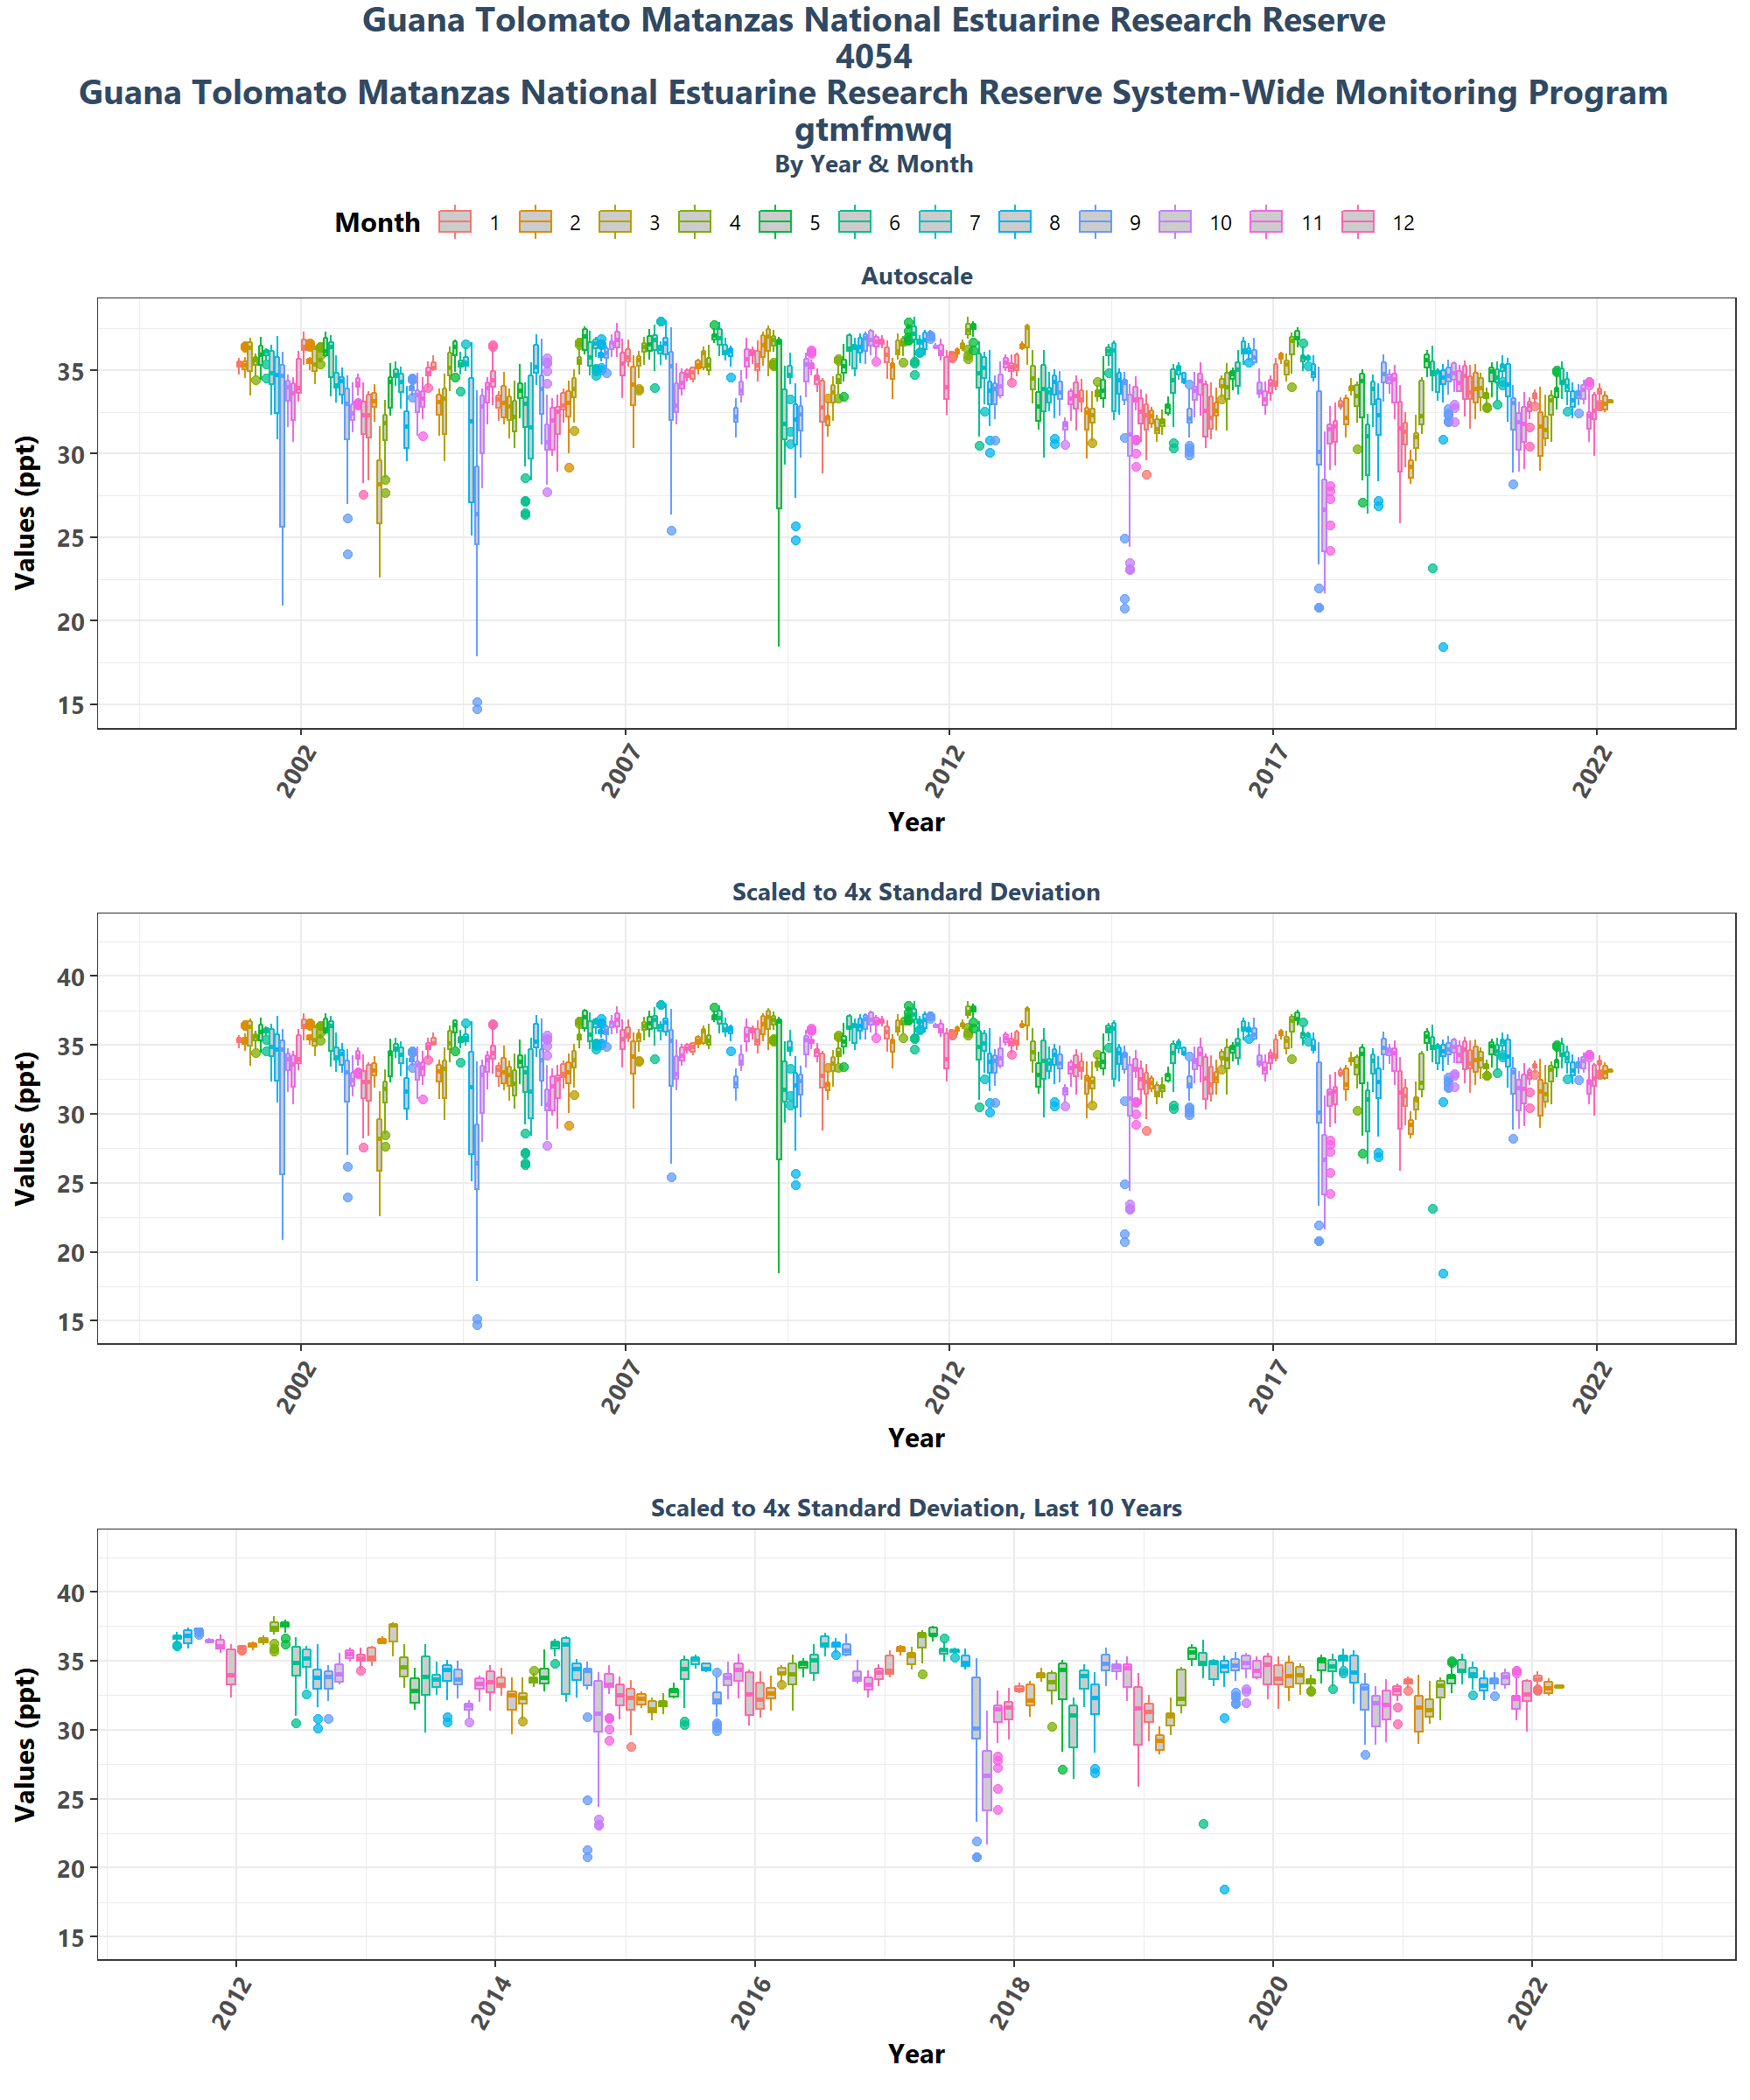 Guana Tolomato Matanzas National Estuarine Research Reserve
4054
Guana Tolomato Matanzas National Estuarine Research Reserve System-Wide Monitoring Program
gtmfmwq
By Year & Month
Month 1 2 3 4 5 6 7 8 9 10 11 12
Autoscale
Values (ppt)
35
30
25
20
15
2002 2007 2012 2017 2022
Year
Scaled to 4x Standard Deviation
Values (ppt)
40
35
30
25
20
15
2002 2007 2012 2017 2022
Year
Scaled to 4x Standard Deviation, Last 10 Years
Values (ppt)
40
35
30
25
20
15
2012 2014 2016 2018 2020 2022
Year